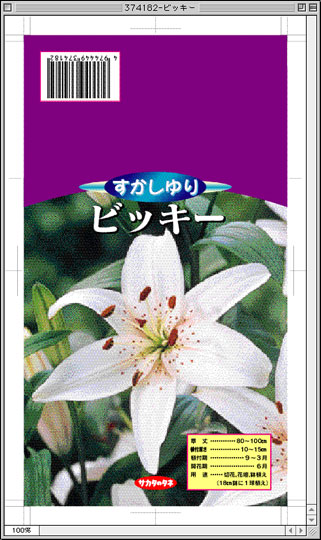 374182-ビッキー
4 974449 374182
すかしゆり
ビッキー
草丈…………80〜100cm
植付深さ…………10〜15cm
植付期…………9〜3月
開花期…………6月
用途……切花、花壇、鉢植え
(18cm鉢に1球植え)
サカタのタネ
100%